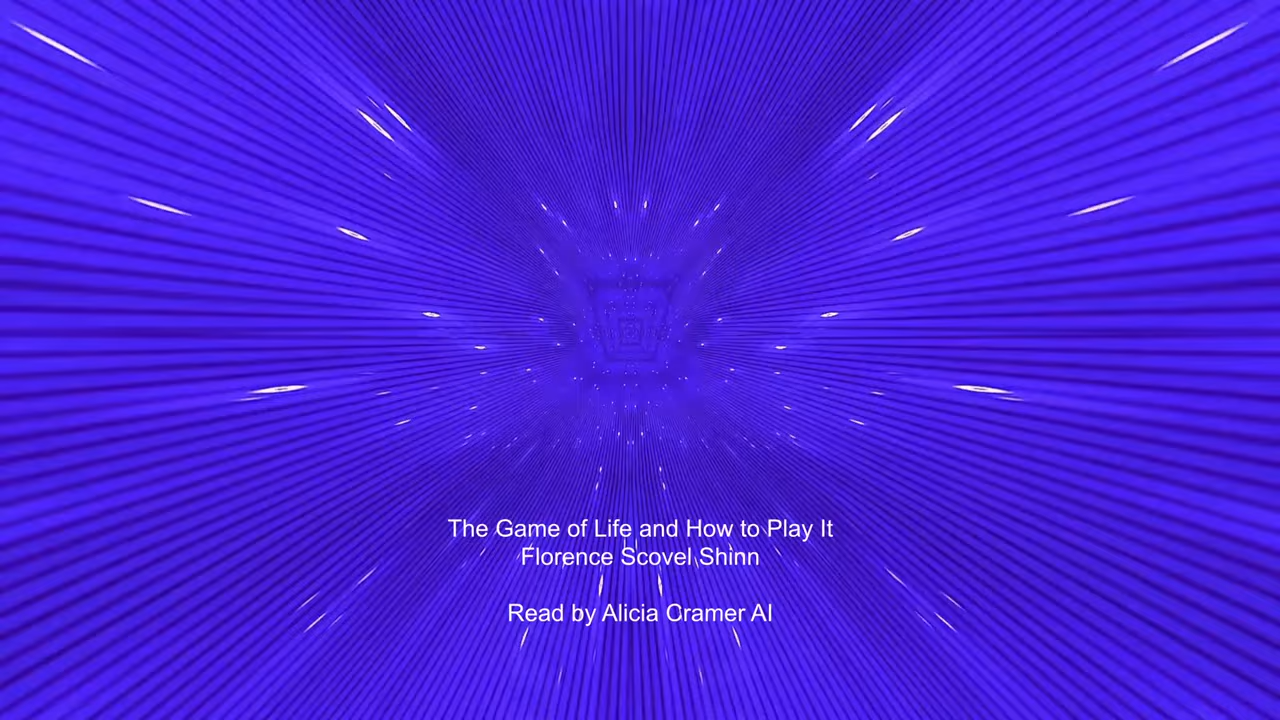 The Game of Life and How to Play It
Florence Scovel Shinn
Read by Alicia Cramer AI